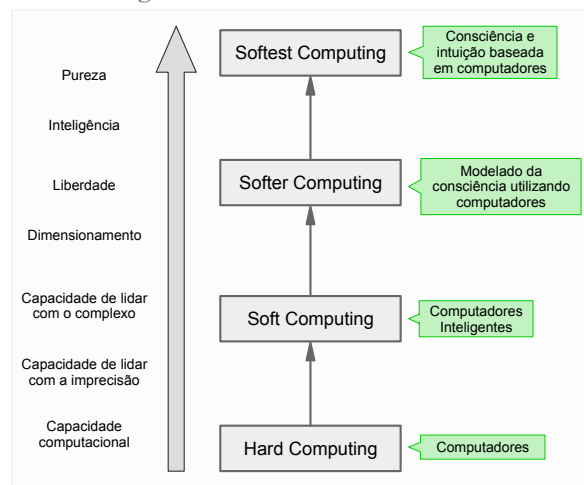 Softest Computing
Consciência e
intuição baseada
em computadores
Pureza
Inteligência
Liberdade
Softer Computing
Modelado da
consciência utilizando
computadores
Dimensionamento
Capacidade de lidar
com o complexo
Soft Computing
Computadores
Inteligentes
Capacidade de lidar
com a imprecisão
Capacidade
computacional
Hard Computing
Computadores